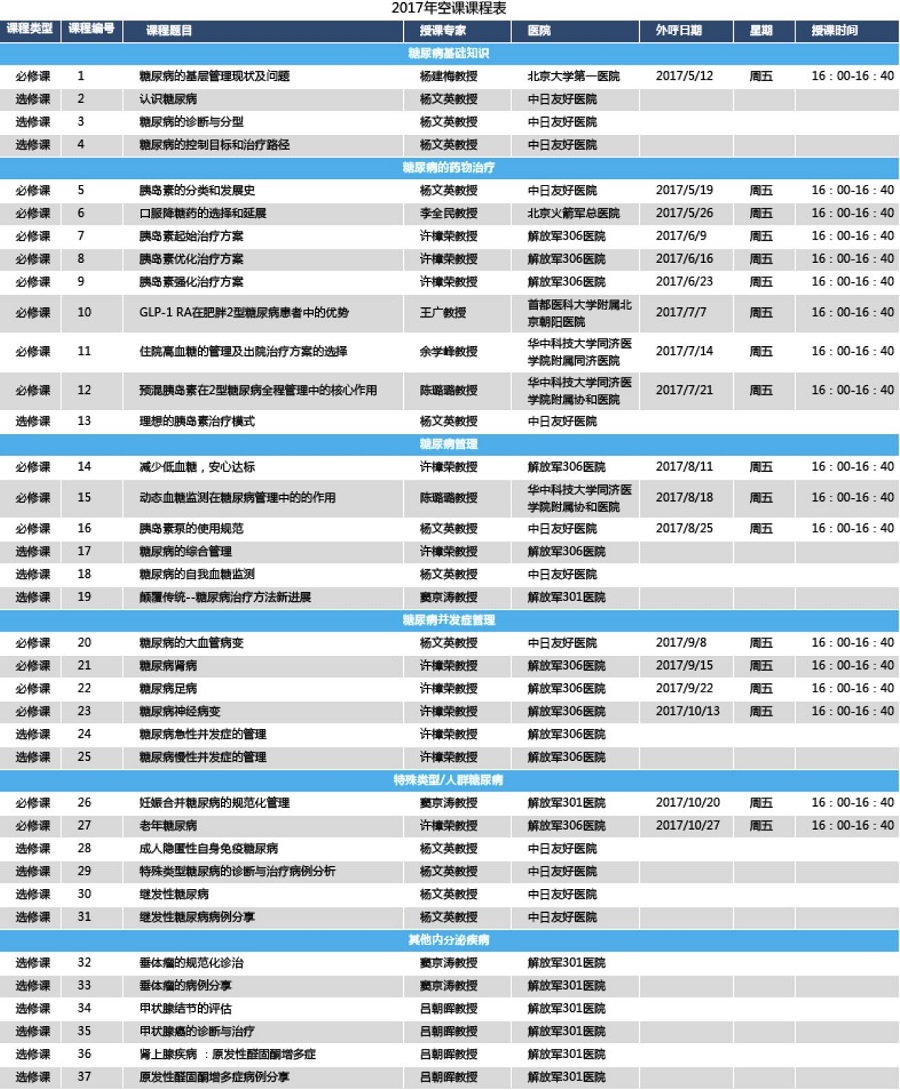 2017年空课课程表
课程类型 课程编号 课程题目 授课专家 医院 外呼日期 星期 授课时间
糖尿病基础知识
必修课 1 糖尿病的基层管理现状及问题 杨建梅教授 北京大学第一医院 2017/5/12 周五 16：00-16：40
选修课 2 认识糖尿病 杨文英教授 中日友好医院
选修课 3 糖尿病的诊断与分型 杨文英教授 中日友好医院
选修课 4 糖尿病的控制目标和治疗路径 杨文英教授 中日友好医院
糖尿病的药物治疗
必修课 5 胰岛素的分类和发展史 杨文英教授 中日友好医院 2017/5/19 周五 16：00-16：40
必修课 6 口服降糖药的选择和延展 李全民教授 北京火箭军总医院 2017/5/26 周五 16：00-16：40
必修课 7 胰岛素起始治疗方案 许樟荣教授 解放军306医院 2017/6/9 周五 16：00-16：40
必修课 8 胰岛素优化治疗方案 许樟荣教授 解放军306医院 2017/6/16 周五 16：00-16：40
必修课 9 胰岛素强化治疗方案 许樟荣教授 解放军306医院 2017/6/23 周五 16：00-16：40
必修课 10 GLP-1 RA在肥胖2型糖尿病患者中的优势 王广教授 首都医科大学附属北
京朝阳医院 2017/7/7 周五 16：00-16：40
必修课 11 住院高血糖的管理及出院治疗方案的选择 余学峰教授 华中科技大学同济医
学院附属同济医院 2017/7/14 周五 16：00-16：40
必修课 12 预混胰岛素在2型糖尿病全程管理中的核心作用 陈璐璐教授 华中科技大学同济医
学院附属协和医院 2017/7/21 周五 16：00-16：40
选修课 13 理想的胰岛素治疗模式 杨文英教授 中日友好医院
糖尿病管理
必修课 14 减少低血糖，安心达标 许樟荣教授 解放军306医院 2017/8/11 周五 16：00-16：40
必修课 15 动态血糖监测在糖尿病管理中的的作用 陈璐璐教授 华中科技大学同济医
学院附属协和医院 2017/8/18 周五 16：00-16：40
必修课 16 胰岛素泵的使用规范 杨文英教授 中日友好医院 2017/8/25 周五 16：00-16：40
选修课 17 糖尿病的综合管理 许樟荣教授 解放军306医院
选修课 18 糖尿病的自我血糖监测 杨文英教授 中日友好医院
选修课 19 颠覆传统--糖尿病治疗方法新进展 窦京涛教授 解放军301医院
糖尿病并发症管理
必修课 20 糖尿病的大血管病变 杨文英教授 中日友好医院 2017/9/8 周五 16：00-16：40
必修课 21 糖尿病肾病 许樟荣教授 解放军306医院 2017/9/15 周五 16：00-16：40
必修课 22 糖尿病足病 许樟荣教授 解放军306医院 2017/9/22 周五 16：00-16：40
必修课 23 糖尿病神经病变 许樟荣教授 解放军306医院 2017/10/13 周五 16：00-16：40
选修课 24 糖尿病急性并发症的管理 许樟荣教授 解放军306医院
选修课 25 糖尿病慢性并发症的管理 许樟荣教授 解放军306医院
特殊类型/人群糖尿病
必修课 26 妊娠合并糖尿病的规范化管理 窦京涛教授 解放军301医院 2017/10/20 周五 16：00-16：40
必修课 27 老年糖尿病 许樟荣教授 解放军306医院 2017/10/27 周五 16：00-16：40
选修课 28 成人隐匿性自身免疫糖尿病 杨文英教授 中日友好医院
选修课 29 特殊类型糖尿病的诊断与治疗病例分析 杨文英教授 中日友好医院
选修课 30 继发性糖尿病 杨文英教授 中日友好医院
选修课 31 继发性糖尿病病例分享 杨文英教授 中日友好医院
其他内分泌疾病
选修课 32 垂体瘤的规范化诊治 窦京涛教授 解放军301医院
选修课 33 垂体瘤的病例分享 窦京涛教授 解放军301医院
选修课 34 甲状腺结节的评估 吕朝晖教授 解放军301医院
选修课 35 甲状腺癌的诊断与治疗 吕朝晖教授 解放军301医院
选修课 36 肾上腺疾病 ：原发性醛固酮增多症 吕朝晖教授 解放军301医院
选修课 37 原发性醛固酮增多症病例分享 吕朝晖教授 解放军301医院